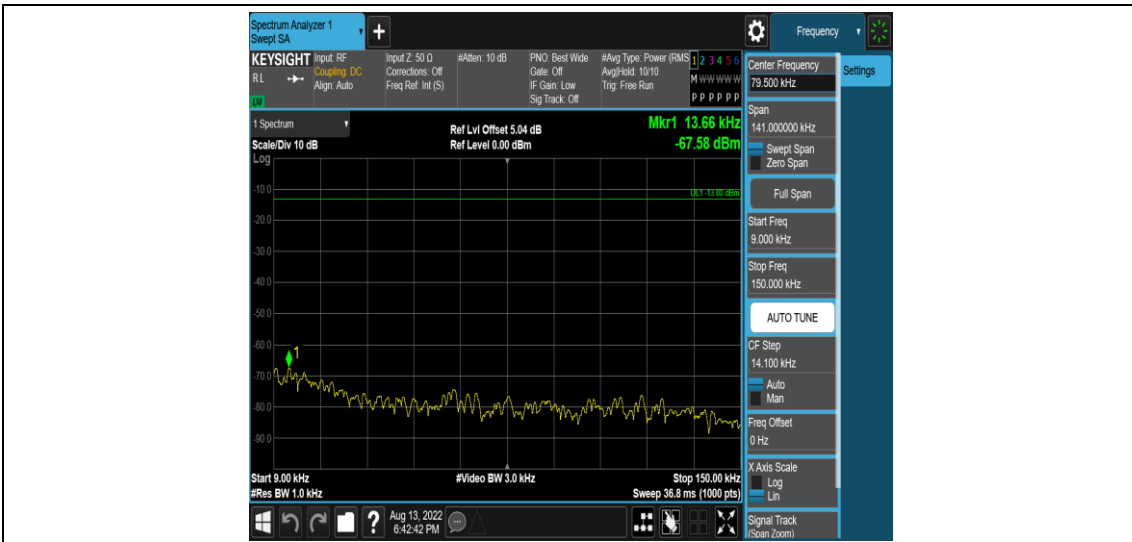 Spectrum Analyzer 1
Swept SA
+
Frequency
KEYSIGHT
RL
LXI
Input: RF
Coupling: DC
Align: Auto
Input Z: 50 Ω
Corrections: Off
Freq Ref: Int (S)
#Atten: 10 dB
PNO: Best Wide
Gate: Off
IF Gain: Low
Sig Track: Off
#Avg Type: Power (RMS
Avg|Hold: 10/10
Trig: Free Run
1 2 3 4 5 6
M W W W W W
P P P P P P
Center Frequency
79.500 kHz
Settings
1 Spectrum
Scale/Div 10 dB
Log
Ref Lvl Offset 5.04 dB
Ref Level 0.00 dBm
Mkr1 13.66 kHz
-67.58 dBm
Span
141.000000 kHz
Swept Span
Zero Span
DL1 -13.00 dBm
-10.0
-20.0
-30.0
-40.0
-50.0
-60.0
-70.0
-80.0
-90.0
1
Full Span
Start Freq
9.000 kHz
Stop Freq
150.000 kHz
AUTO TUNE
CF Step
14.100 kHz
Auto
Man
Freq Offset
0 Hz
X Axis Scale
Log
Lin
Signal Track
(Span Zoom)
Start 9.00 kHz
#Res BW 1.0 kHz
#Video BW 3.0 kHz
Stop 150.00 kHz
Sweep 36.8 ms (1000 pts)
?
Aug 13, 2022
6:42:42 PM